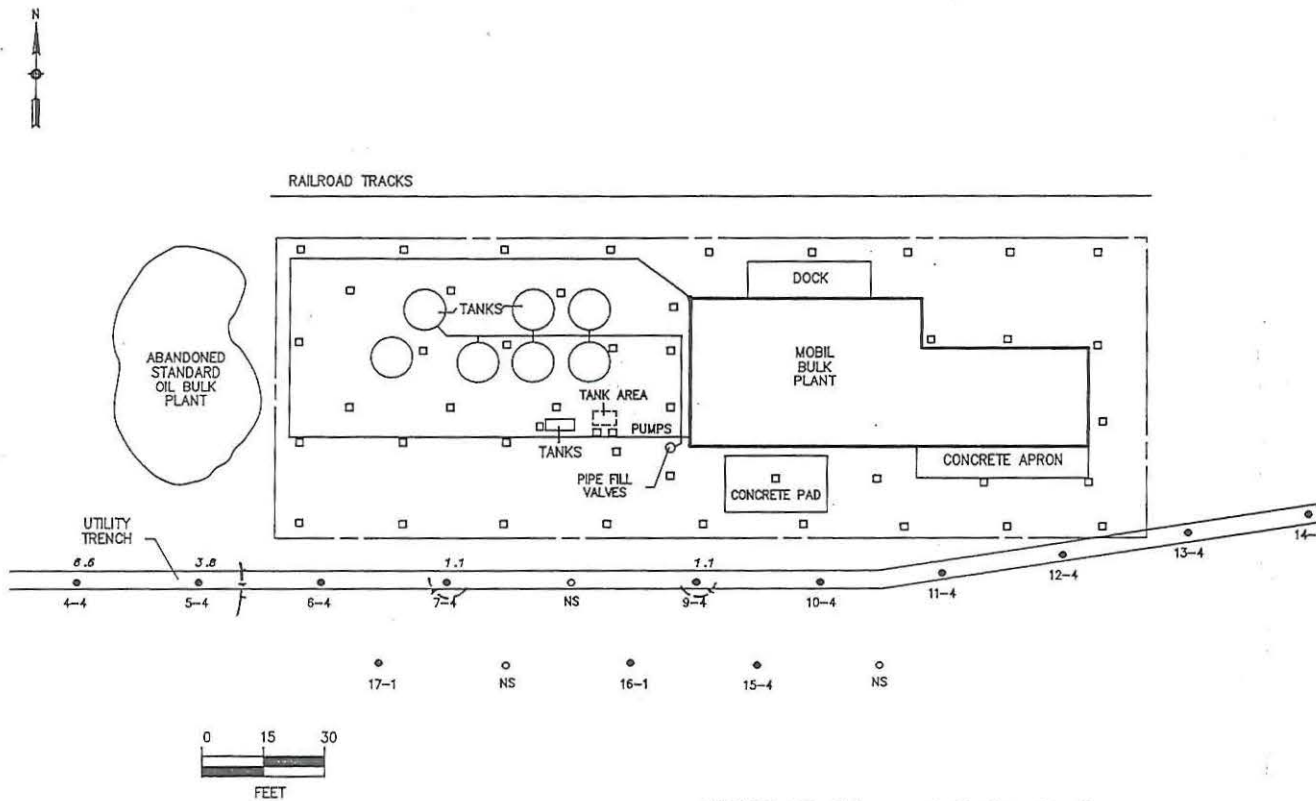 N
RAILROAD TRACKS
DOCK
TANKS
MOBIL
BULK
PLANT
ABANDONED
STANDARD
OIL BULK
PLANT
TANK AREA
PUMPS
TANKS
CONCRETE APRON
PIPE FILL
VALVES
CONCRETE PAD
UTILITY
TRENCH
3.8
1.1
1.1
4-4
5-4
6-4
7-4
NS
9-4
10-4
11-4
12-4
13-4
14-
17-1
NS
16-1
15-4
NS
0 15 30
FEET